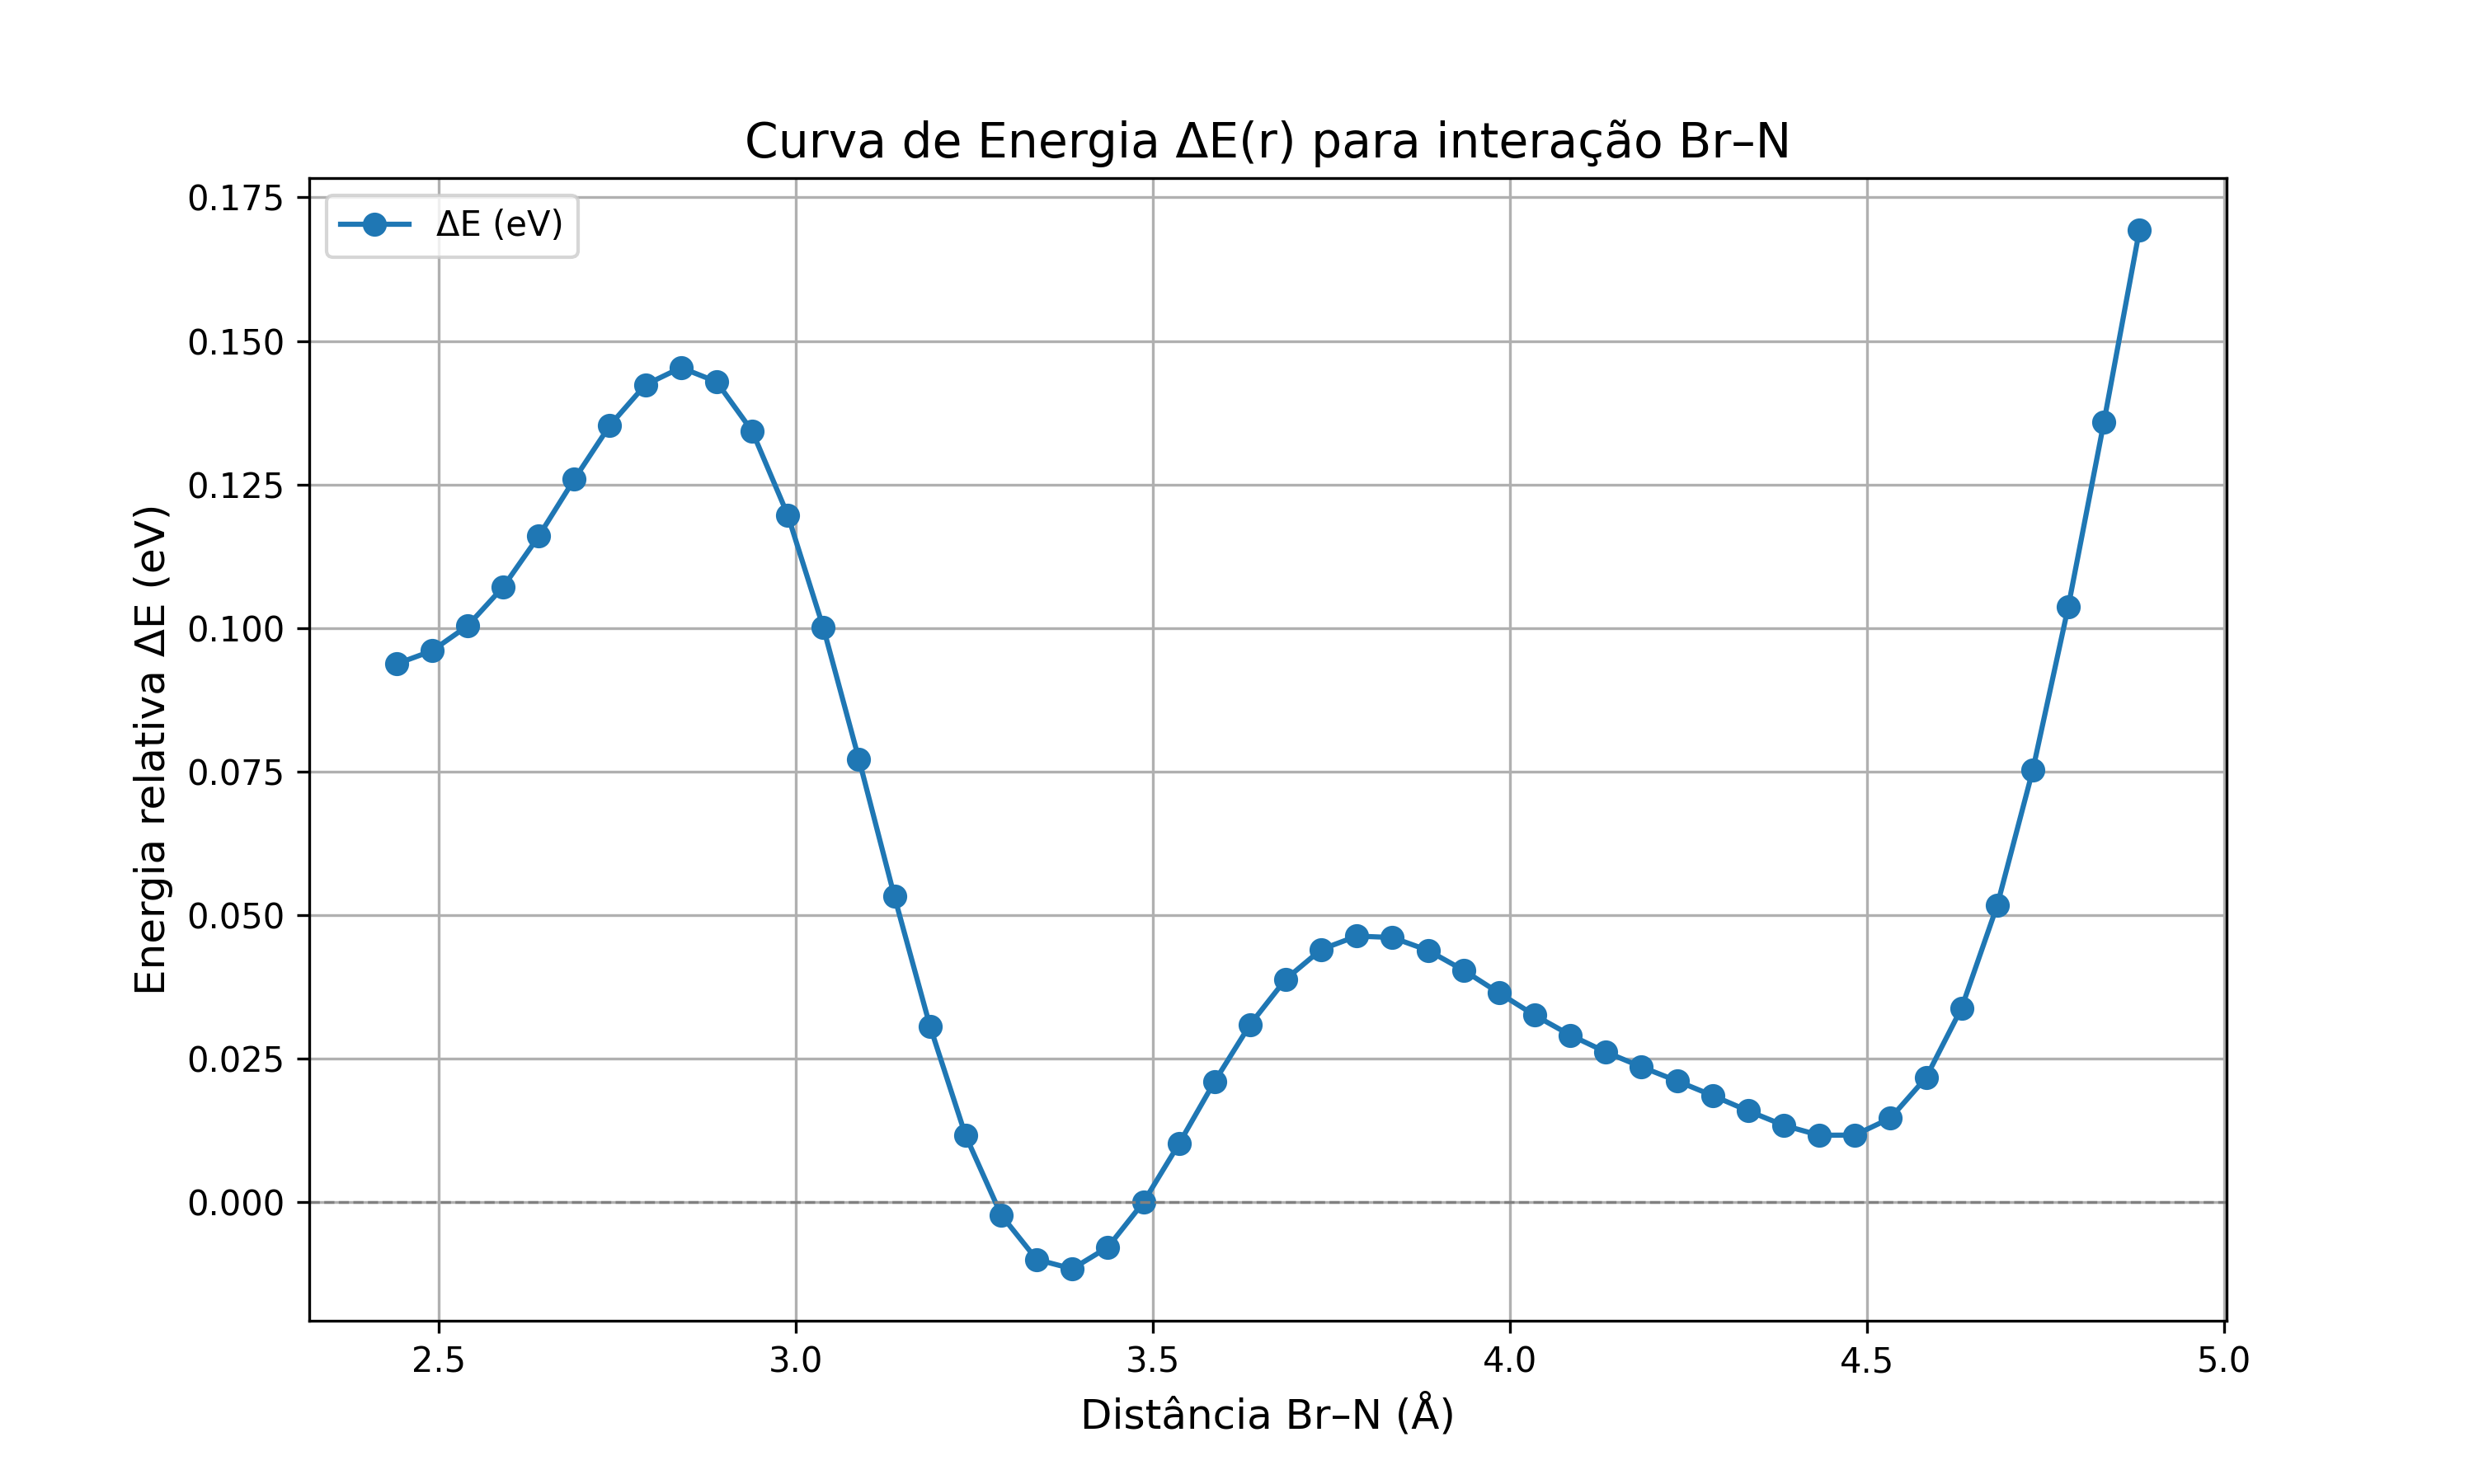 Curva de Energia ΔE(r) para interação Br–N
ΔE (eV)
Energia relativa ΔE (eV)
0.175
0.150
0.125
0.100
0.075
0.050
0.025
0.000
2.5 3.0 3.5 4.0 4.5 5.0
Distância Br–N (Å)